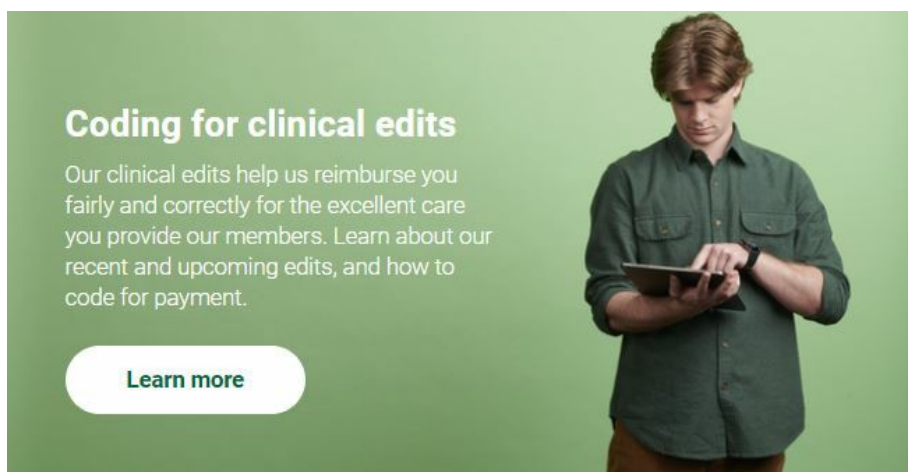 Coding for clinical edits
Our clinical edits help us reimburse you
fairly and correctly for the excellent care
you provide our members. Learn about our
recent and upcoming edits, and how to
code for payment.
Learn more